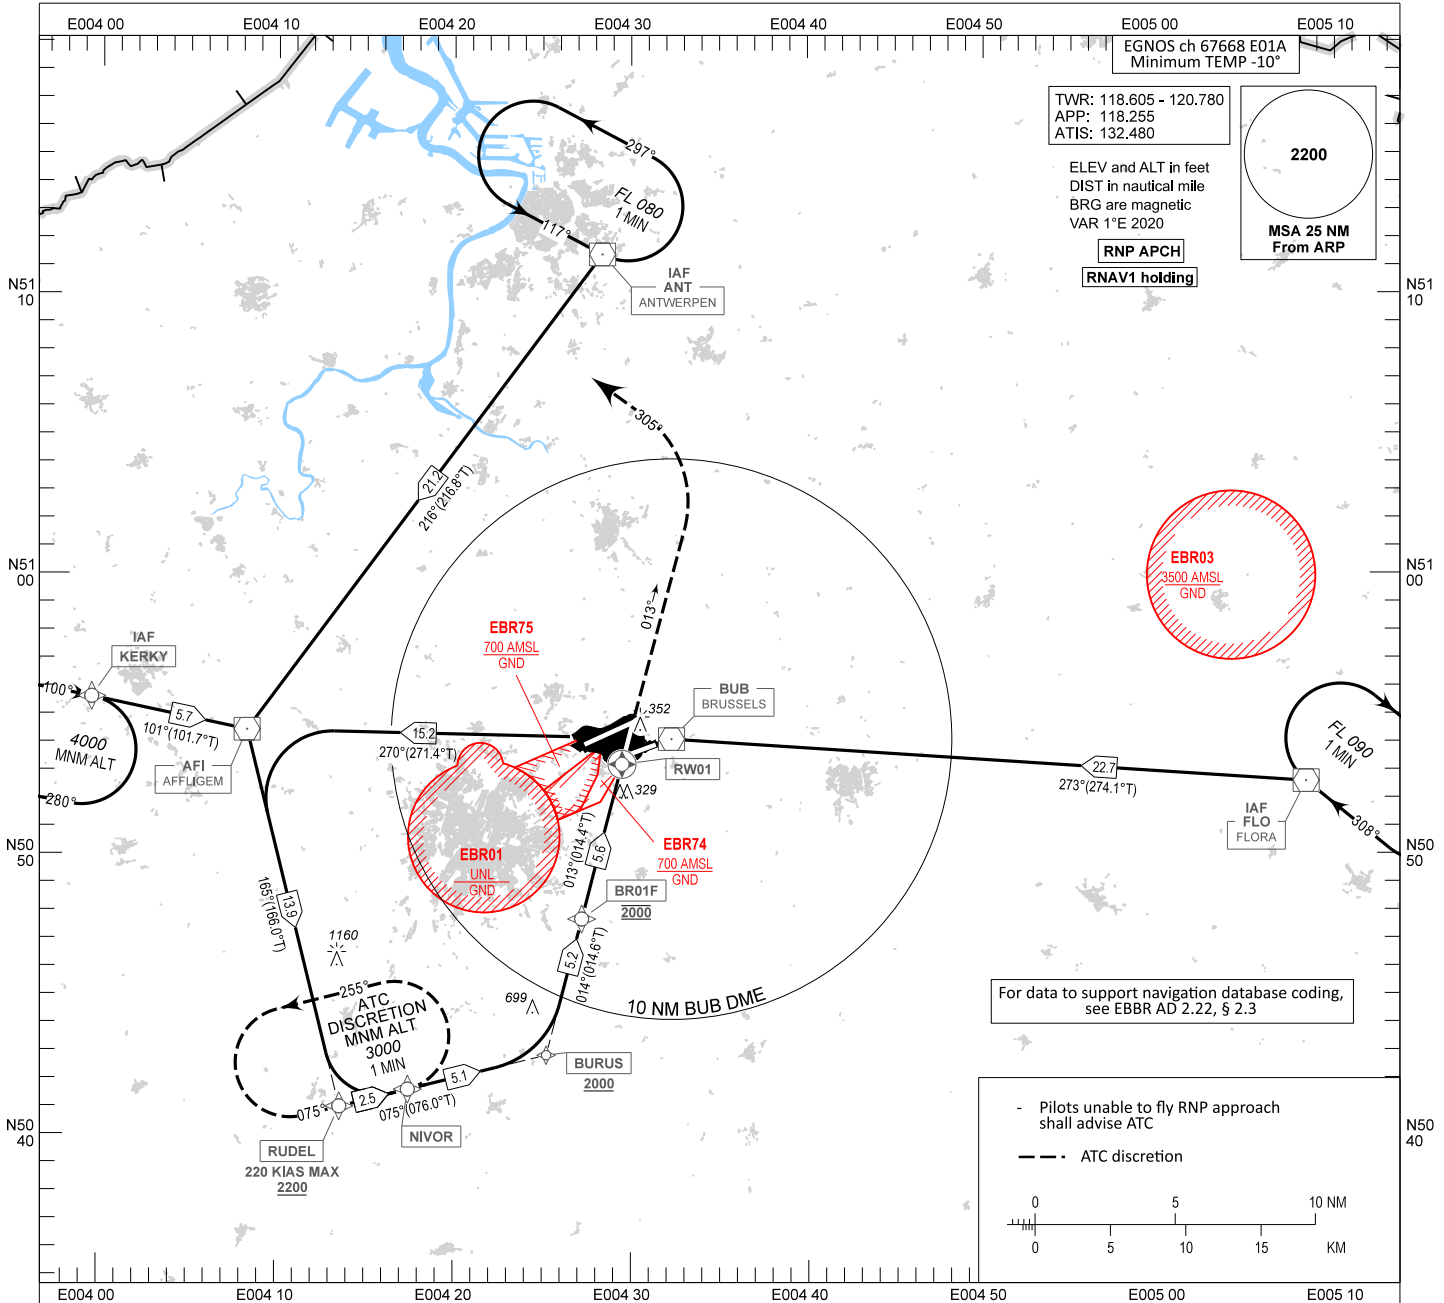 E004 00
E004 10
E004 20
E004 30
E004 40
E004 50
E005 00
E005 10
EGNOS ch 67668 E01A
Minimum TEMP -10°
TWR: 118.605 - 120.780
APP: 118.255
ATIS: 132.480
2200
MSA 25 NM
From ARP
ELEV and ALT in feet
DIST in nautical mile
BRG are magnetic
VAR 1°E 2020
RNP APCH
RNAV1 holding
297°
FL 080
1 MIN
117°
IAF
ANT
ANTWERPEN
N51
10
N51
10
305°
21.2
216°(216.8°T)
EBR03
3500 AMSL
GND
N51
00
N51
00
013°→
EBR75
700 AMSL
GND
IAF
KERKY
100°
5.7
101°(101.7°T)
4000
MNM ALT
280°
AFI
AFFLIGEM
15.2
270°(271.4°T)
352
BUB
BRUSSELS
RW01
329
22.7
273°(274.1°T)
FL 090
1 MIN
IAF
FLO
FLORA
308°
N50
50
N50
50
EBR01
UNL
GND
EBR74
700 AMSL
GND
013°(014.4°T)
5.6
BR01F
2000
165°(166.0°T)
13.9
1160
5.2
014°(014.6°T)
699
10 NM BUB DME
255°
ATC
DISCRETION
MNM ALT
3000
1 MIN
075°
2.5
075°(076.0°T)
5.1
BURUS
2000
NIVOR
RUDEL
220 KIAS MAX
2200
For data to support navigation database coding,
see EBBR AD 2.22, § 2.3
N50
40
N50
40
- Pilots unable to fly RNP approach
shall advise ATC
ATC discretion
0 5 10 NM
0 5 10 15 KM
E004 00
E004 10
E004 20
E004 30
E004 40
E004 50
E005 00
E005 10